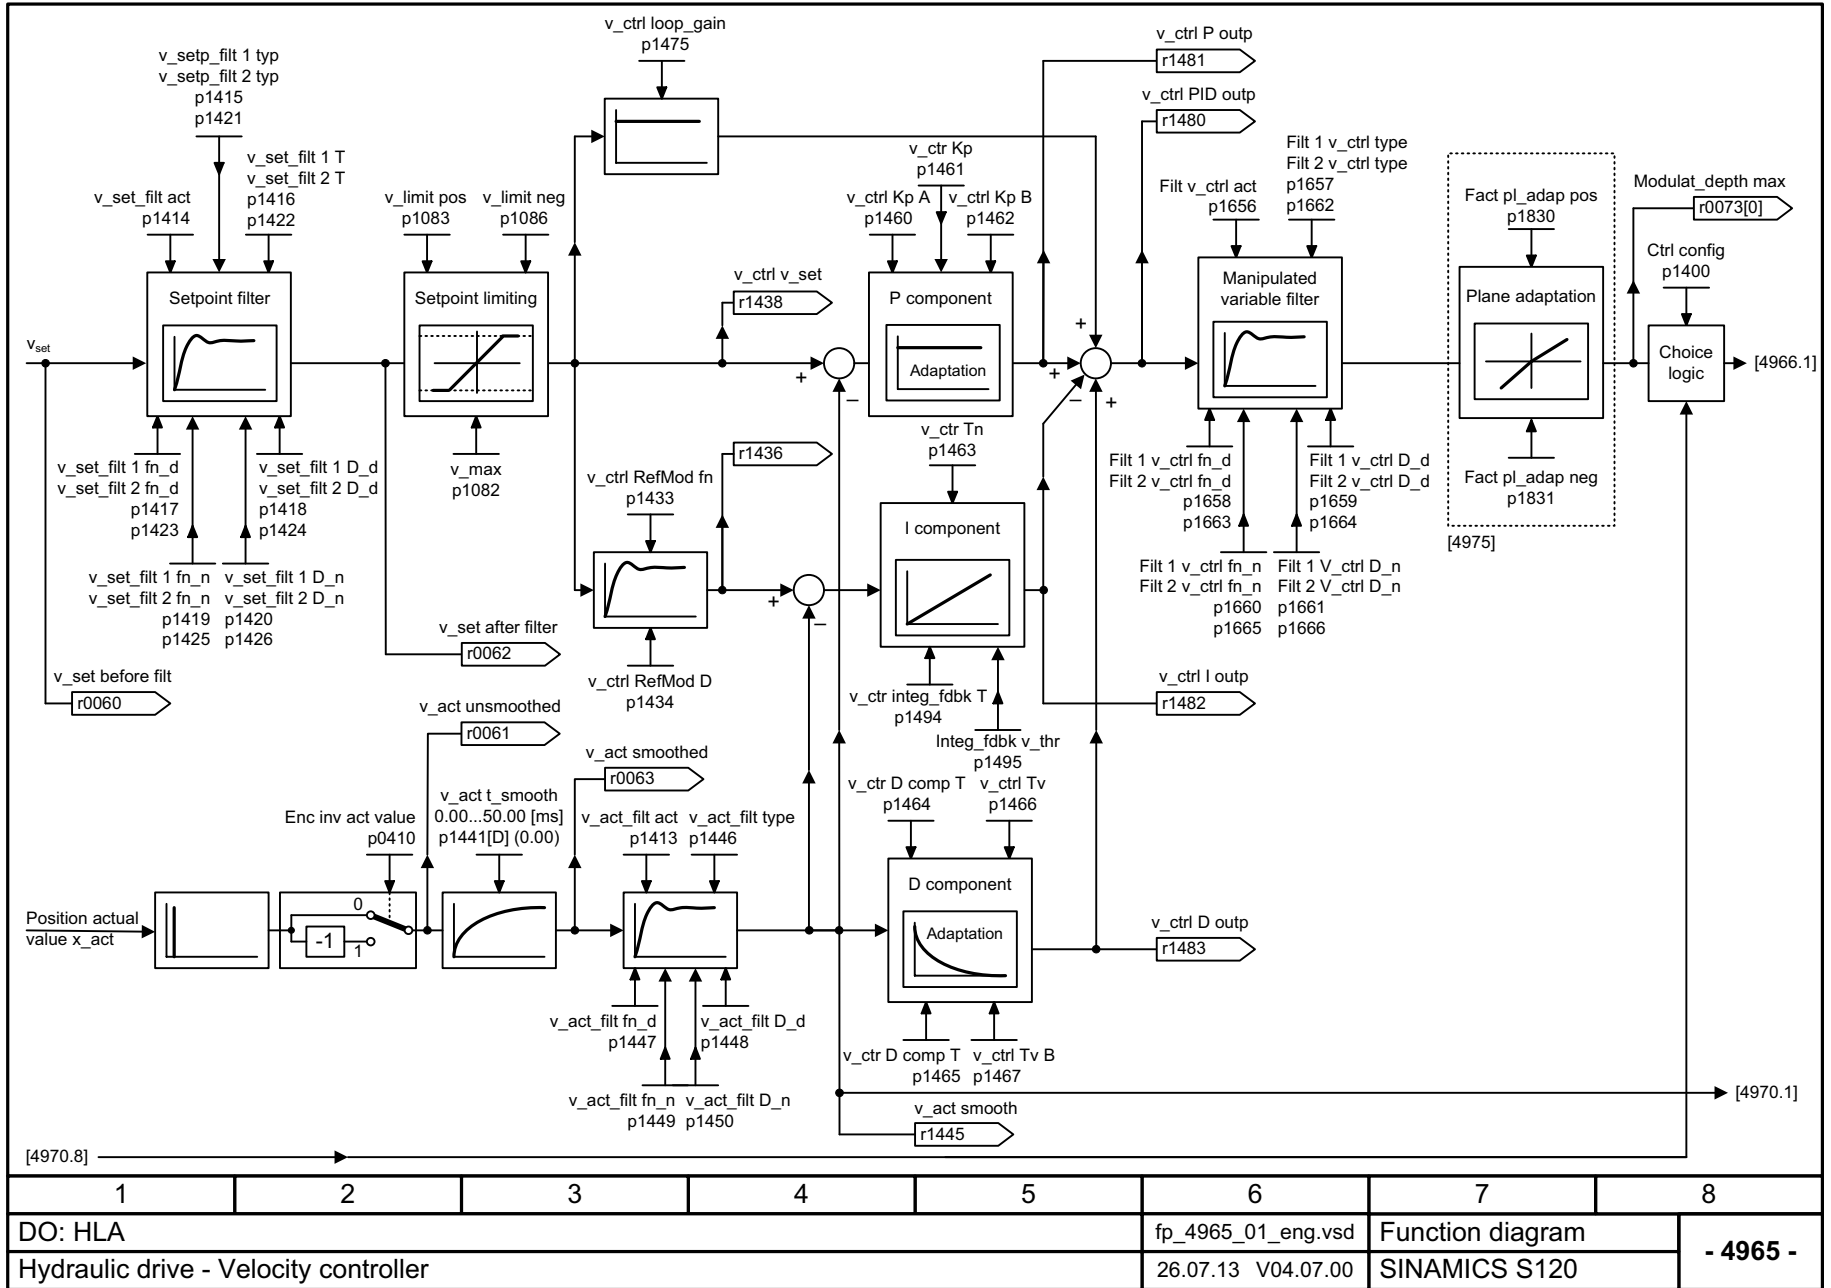 v_setp_filt 1 typ
v_setp_filt 2 typ
p1415
p1421
v_set_filt 1 T
v_set_filt 2 T
p1416
p1422
v_set_filt act
p1414
Setpoint filter
v_set
v_set_filt 1 fn_d
v_set_filt 2 fn_d
p1417
p1423
v_set_filt 1 D_d
v_set_filt 2 D_d
p1418
p1424
v_set_filt 1 fn_n
v_set_filt 2 fn_n
p1419
p1425
v_set_filt 1 D_n
v_set_filt 2 D_n
p1420
p1426
v_set before filt
r0060
v_limit pos
p1083
v_limit neg
p1086
Setpoint limiting
v_max
p1082
v_set after filter
r0062
v_ctrl loop_gain
p1475
v_ctrl v_set
r1438
+
–
v_ctrl RefMod fn
p1433
v_ctrl RefMod D
p1434
r1436
+
–
v_ctr Kp
p1461
v_ctrl Kp A
p1460
v_ctrl Kp B
p1462
P component
Adaptation
v_ctr Tn
p1463
I component
v_ctr integ_fdbk T
p1494
Integ_fdbk v_thr
p1495
v_ctr D comp T
p1464
v_ctrl Tv
p1466
D component
Adaptation
v_ctr D comp T
p1465
v_ctrl Tv B
p1467
v_ctrl P outp
r1481
v_ctrl PID outp
r1480
+
+
–
+
v_ctrl I outp
r1482
v_ctrl D outp
r1483
Filt v_ctrl act
p1656
Filt 1 v_ctrl type
Filt 2 v_ctrl type
p1657
p1662
Manipulated
variable filter
Filt 1 v_ctrl fn_d
Filt 2 v_ctrl fn_d
p1658
p1663
Filt 1 v_ctrl D_d
Filt 2 v_ctrl D_d
p1659
p1664
Filt 1 v_ctrl fn_n
Filt 2 v_ctrl fn_n
p1660
p1665
Filt 1 V_ctrl D_n
Filt 2 V_ctrl D_n
p1661
p1666
Fact pl_adap pos
p1830
Plane adaptation
Fact pl_adap neg
p1831
[4975]
Modulat_depth max
r0073[0]
Ctrl config
p1400
Choice
logic
[4966.1]
Position actual
value x_act
Enc inv act value
p0410
0
-1
1
v_act unsmoothed
r0061
v_act t_smooth
0.00...50.00 [ms]
p1441[D] (0.00)
v_act smoothed
r0063
v_act_filt act
p1413
v_act_filt type
p1446
v_act_filt fn_d
p1447
v_act_filt D_d
p1448
v_act_filt fn_n
p1449
v_act_filt D_n
p1450
[4970.1]
v_act smooth
r1445
[4970.8]
1 2 3 4 5 6 7 8
DO: HLA
fp_4965_01_eng.vsd
Function diagram
- 4965 -
Hydraulic drive - Velocity controller
26.07.13 V04.07.00
SINAMICS S120